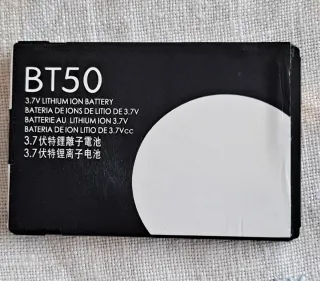 BT50
3.7V LITHIUM ION BATTERY
BATERIA DE IONS DE LITIO DE 3.7V
BATTERIE AU LITHIUM ION 3.7V
BATERIA DE ION LITIO DE 3.7Vcc
3.7伏特鋰離子電池
3.7伏特锂离子电池